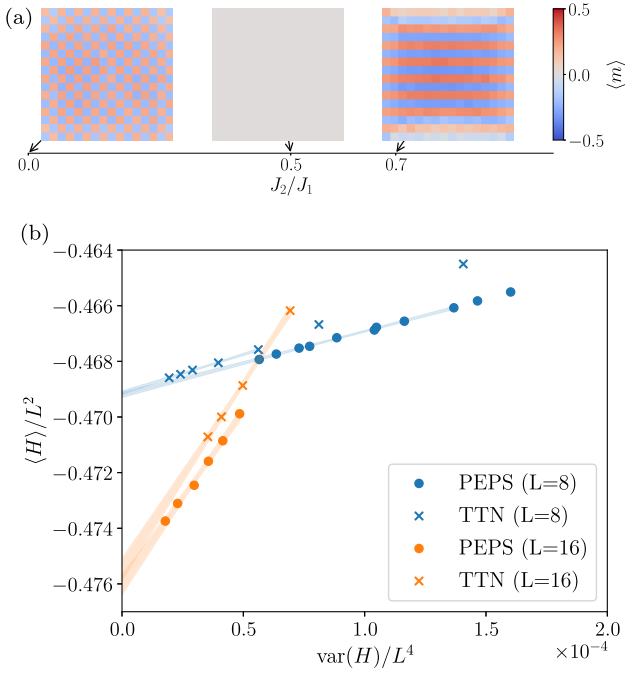 (a)
0.5
0.0
−0.5
⟨m⟩
0.0
0.5
0.7
J₂/J₁
(b)
−0.464
−0.466
−0.468
−0.470
−0.472
−0.474
−0.476
⟨H⟩/L²
PEPS (L=8)
TTN (L=8)
PEPS (L=16)
TTN (L=16)
0.0
0.5
1.0
1.5
2.0
×10⁻⁴
var(H)/L⁴